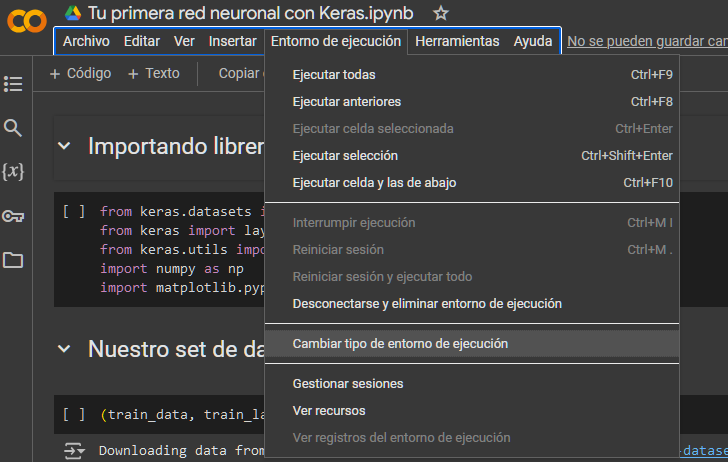 Tu primera red neuronal con Keras.ipynb
Archivo Editar Ver Insertar Entorno de ejecución Herramientas Ayuda No se pueden guardar
+ Código + Texto Copiar
Ejecutar todas Ctrl+F9
Ejecutar anteriores Ctrl+F8
Ejecutar celda seleccionada Ctrl+Enter
Ejecutar selección Ctrl+Shift+Enter
Ejecutar celda y las de abajo Ctrl+F10
Interrumpir ejecución Ctrl+M I
Reiniciar sesión Ctrl+M .
Reiniciar sesión y ejecutar todo
Desconectarse y eliminar entorno de ejecución
Cambiar tipo de entorno de ejecución
Gestionar sesiones
Ver recursos
Ver registros del entorno de ejecución
{x}
Importando librer
[ ] from keras.datasets i
from keras import lay
from keras.utils impo
import numpy as np
import matplotlib.pyp
Nuestro set de da
[ ] (train_data, train_la
Downloading data from
-datase